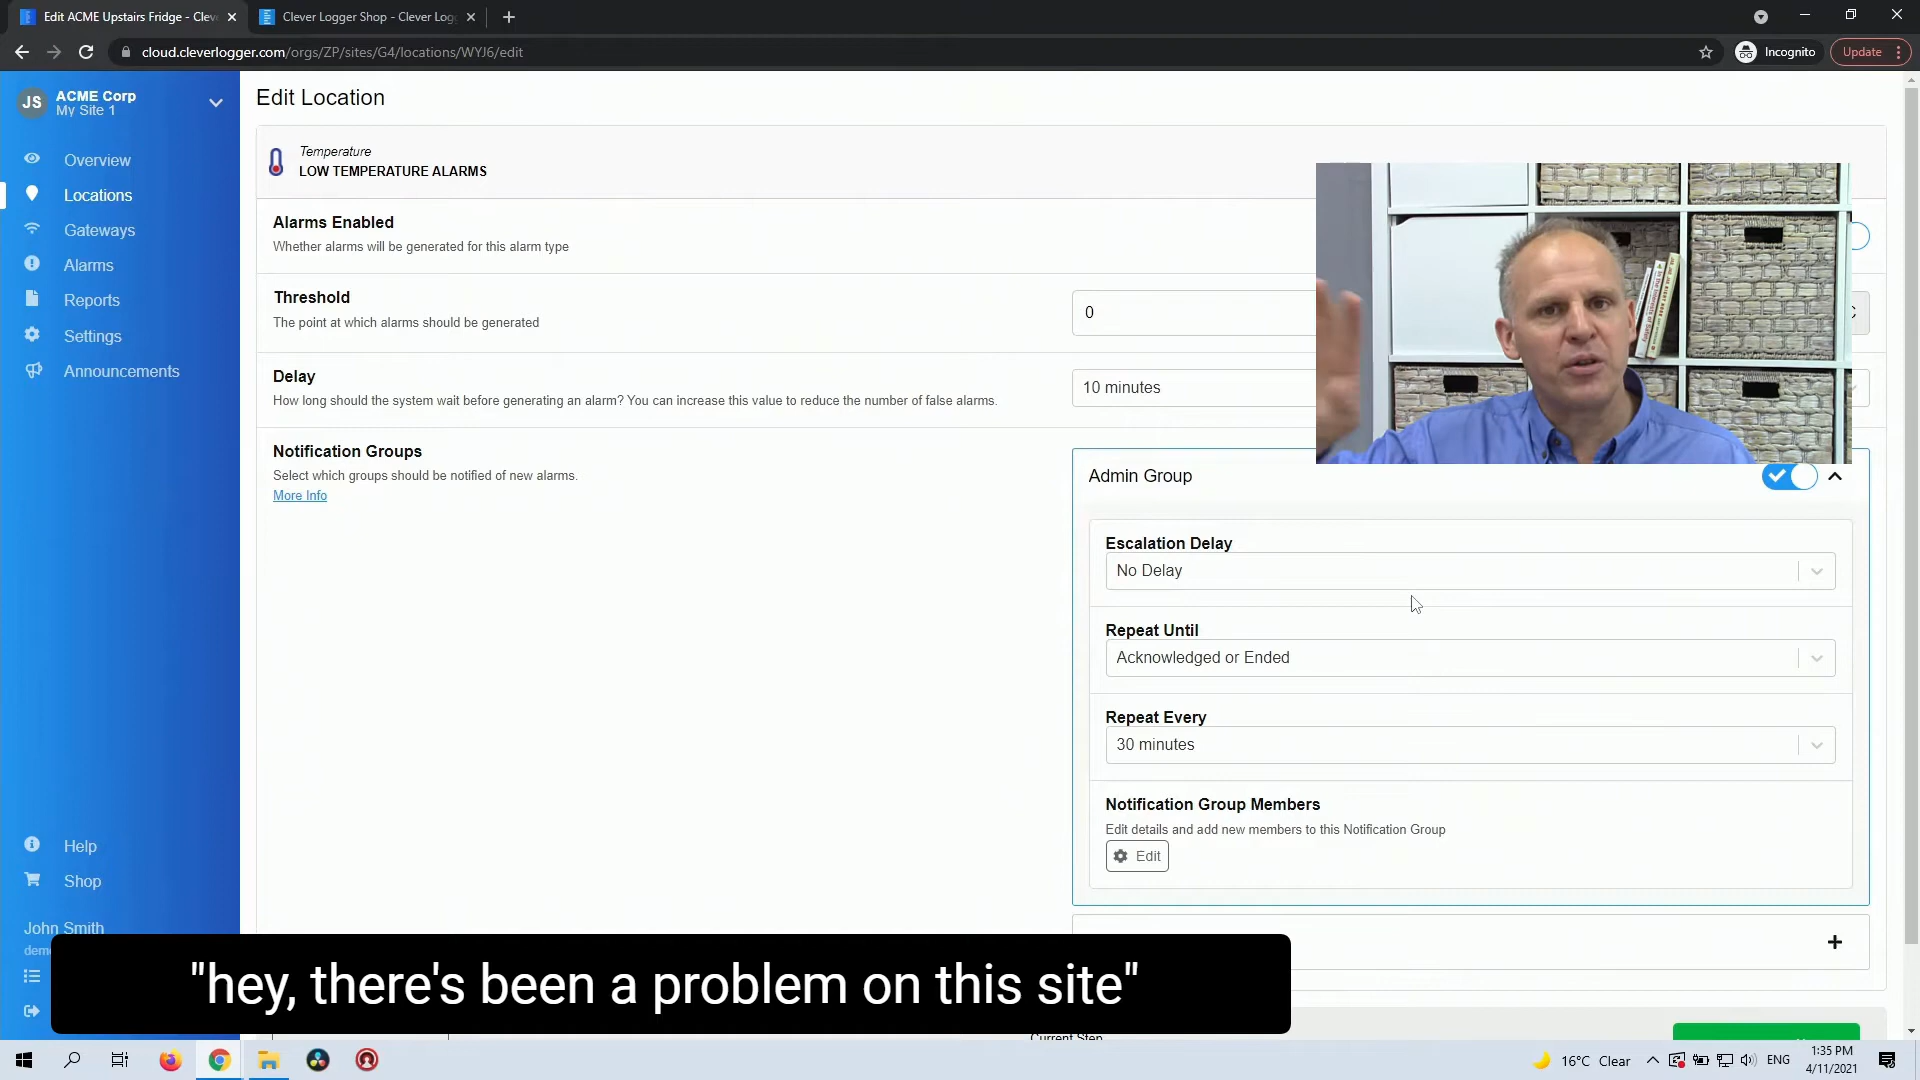 Edit ACME Upstairs Fridge - Clev
Clever Logger Shop - Clever Logg
cloud.cleverlogger.com/orgs/ZP/sites/G4/locations/WYJ6/edit
Incognito
Update
JS
ACME Corp
My Site 1
Overview
Locations
Gateways
Alarms
Reports
Settings
Announcements
Help
Shop
John Smith
Edit Location
Temperature
LOW TEMPERATURE ALARMS
Alarms Enabled
Whether alarms will be generated for this alarm type
Threshold
The point at which alarms should be generated
0
Delay
How long should the system wait before generating an alarm? You can increase this value to reduce the number of false alarms.
10 minutes
Notification Groups
Select which groups should be notified of new alarms.
More Info
Admin Group
Escalation Delay
No Delay
Repeat Until
Acknowledged or Ended
Repeat Every
30 minutes
Notification Group Members
Edit details and add new members to this Notification Group
Edit
"hey, there's been a problem on this site"
Current Step
16°C Clear
ENG
1:35 PM
4/11/2021